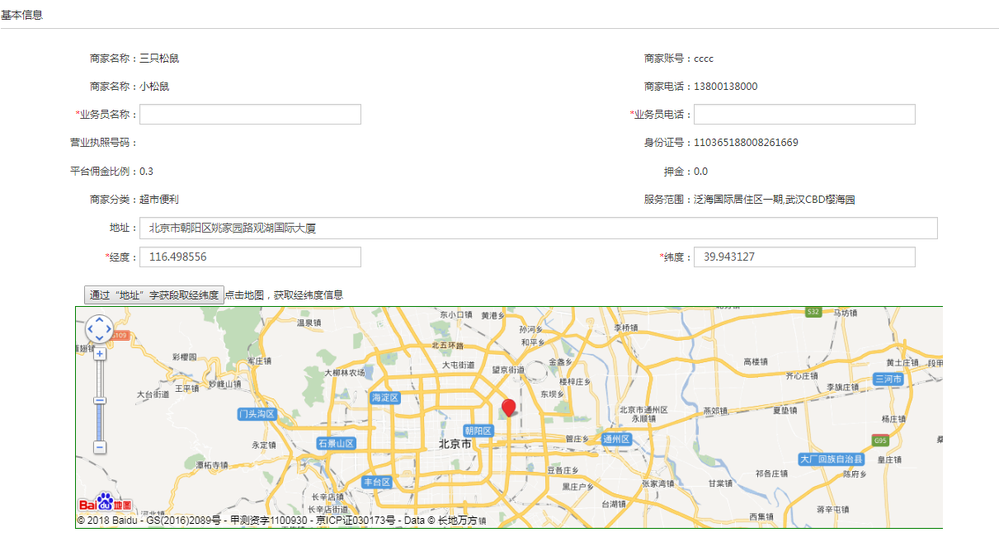 基本信息
商家名称：三只松鼠 商家账号：cccc
商家名称：小松鼠 商家电话：13800138000
*业务员名称： *业务员电话：
营业执照号码： 身份证号：110365188008261669
平台佣金比例：0.3 押金：0.0
商家分类：超市便利 服务范围：泛海国际居住区一期,武汉CBD樱海园
地址：北京市朝阳区姚家园路观湖国际大厦
*经度：116.498556 *纬度：39.943127
通过“地址”字获段取经纬度 点击地图，获取经纬度信息
东小口镇 黄港乡 S32 马坊镇
温泉镇 孙河乡 李桥镇
G109 和平乡
北五环路
彩樱园 军庄镇 大屯街道 望京街道 金盏乡 高楼镇 黄土庄镇
大柳林农场 齐心庄镇 三河市
大台街道 王平镇 妙峰山镇 海淀区 东坝乡 楼梓庄乡 李旗庄镇
门头沟区 北京市通州区 永顺镇 燕郊镇 夏垫镇 杨庄镇
朝阳区 管庄乡 通州区 G95
永定镇 石景山区 北京市 大厂回族自治县 皇庄镇
潭柘寺镇 豆各庄乡 祁各庄镇 陈府乡
丰台区 黑庄户乡 张家湾镇 甘棠镇
长辛店镇 台湖镇
长辛店街道 西集镇 蒋辛屯镇
Bai du 地图
© 2018 Baidu - GS(2016)2089号 - 甲测资字1100930 - 京ICP证030173号 - Data © 长地万方